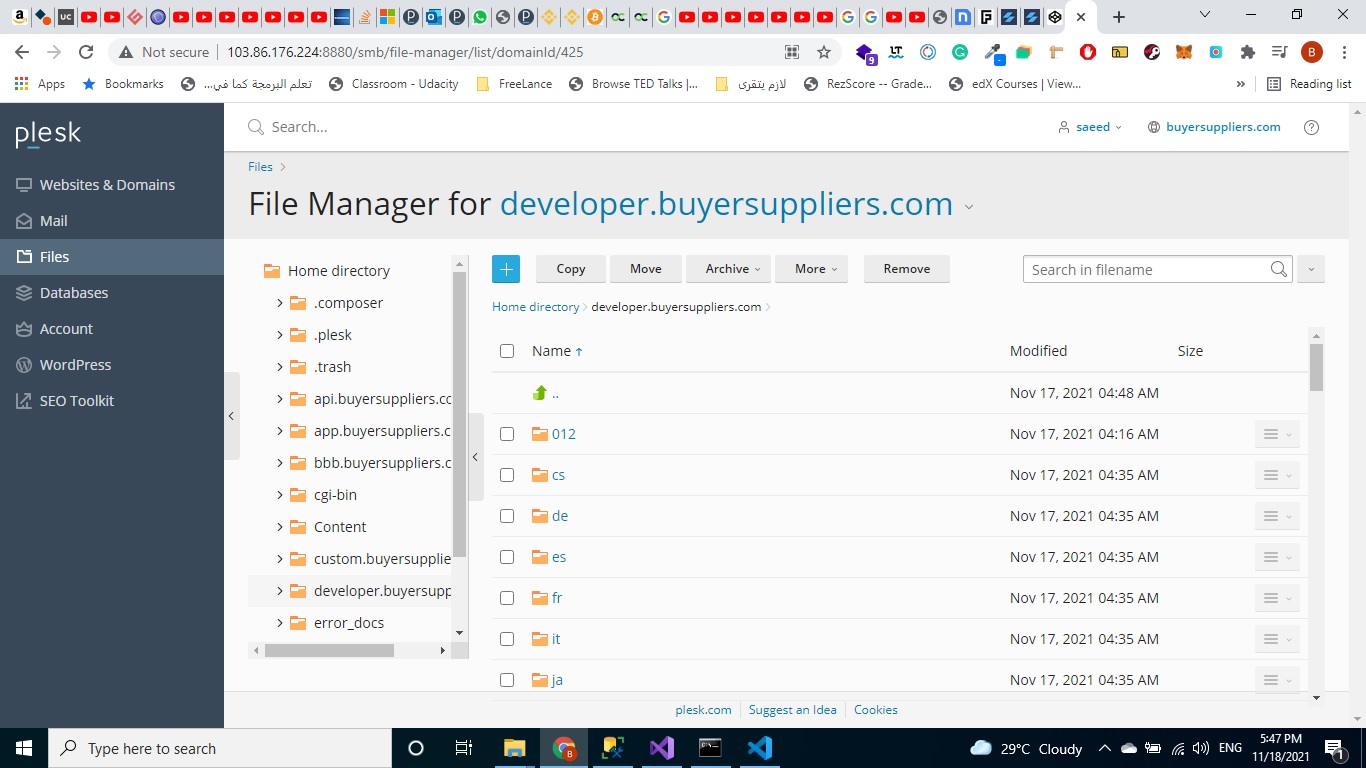 UC
Not secure
103.86.176.224:8880/smb/file-manager/list/domainId/425
9
LT
B
Apps
Bookmarks
تعلم البرمجة كما في...
Classroom - Udacity
FreeLance
Browse TED Talks |...
لازم يتقرى
RezScore -- Grade...
edX Courses | View...
»
Reading list
plesk
Search...
saeed
buyersuppliers.com
Websites & Domains
Mail
Files
Databases
Account
WordPress
SEO Toolkit
Files
File Manager for developer.buyersuppliers.com
Home directory
.composer
.plesk
.trash
api.buyersuppliers.cc
app.buyersuppliers.c
bbb.buyersuppliers.c
cgi-bin
Content
custom.buyersupplie
developer.buyersupp
error_docs
Copy
Move
Archive
More
Remove
Search in filename
Home directory
developer.buyersuppliers.com
Name
Modified
Size
.. Nov 17, 2021 04:48 AM
012 Nov 17, 2021 04:16 AM
cs Nov 17, 2021 04:35 AM
de Nov 17, 2021 04:35 AM
es Nov 17, 2021 04:35 AM
fr Nov 17, 2021 04:35 AM
it Nov 17, 2021 04:35 AM
ja Nov 17, 2021 04:35 AM
plesk.com
Suggest an Idea
Cookies
Type here to search
29°C Cloudy
ENG
5:47 PM
11/18/2021
1